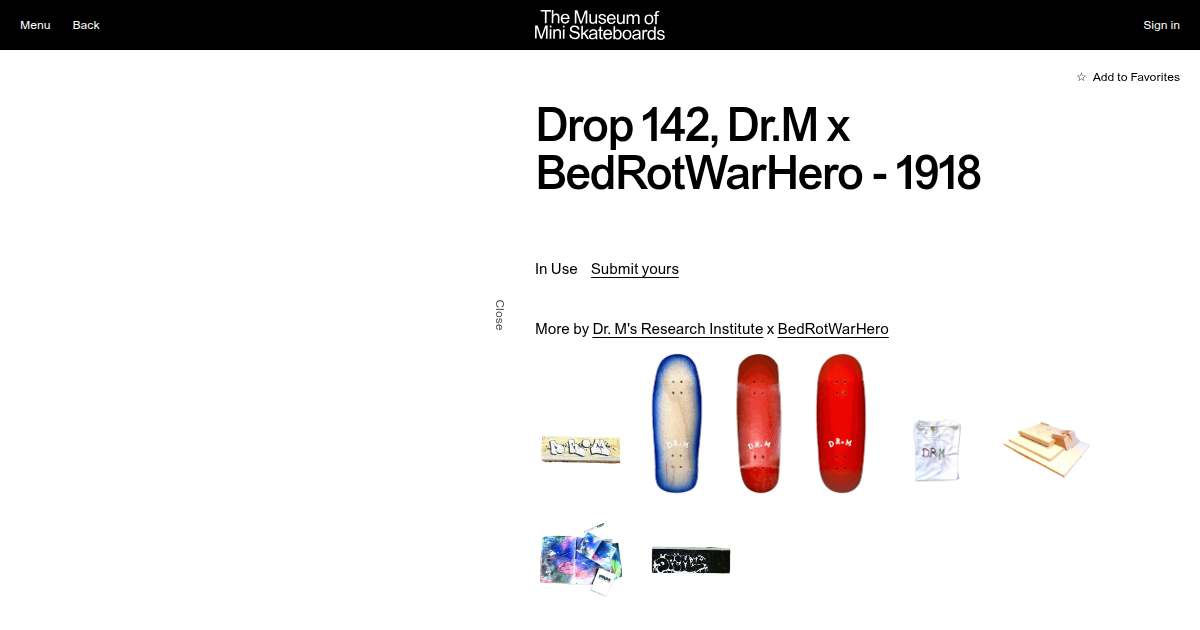 Menu
Back
The Museum of
Mini Skateboards
Sign in
☆ Add to Favorites
Drop 142, Dr.M x
BedRotWarHero - 1918
In Use Submit yours
Close
More by Dr. M's Research Institute x BedRotWarHero
DR.M
DR.M
DR.M
DR.M